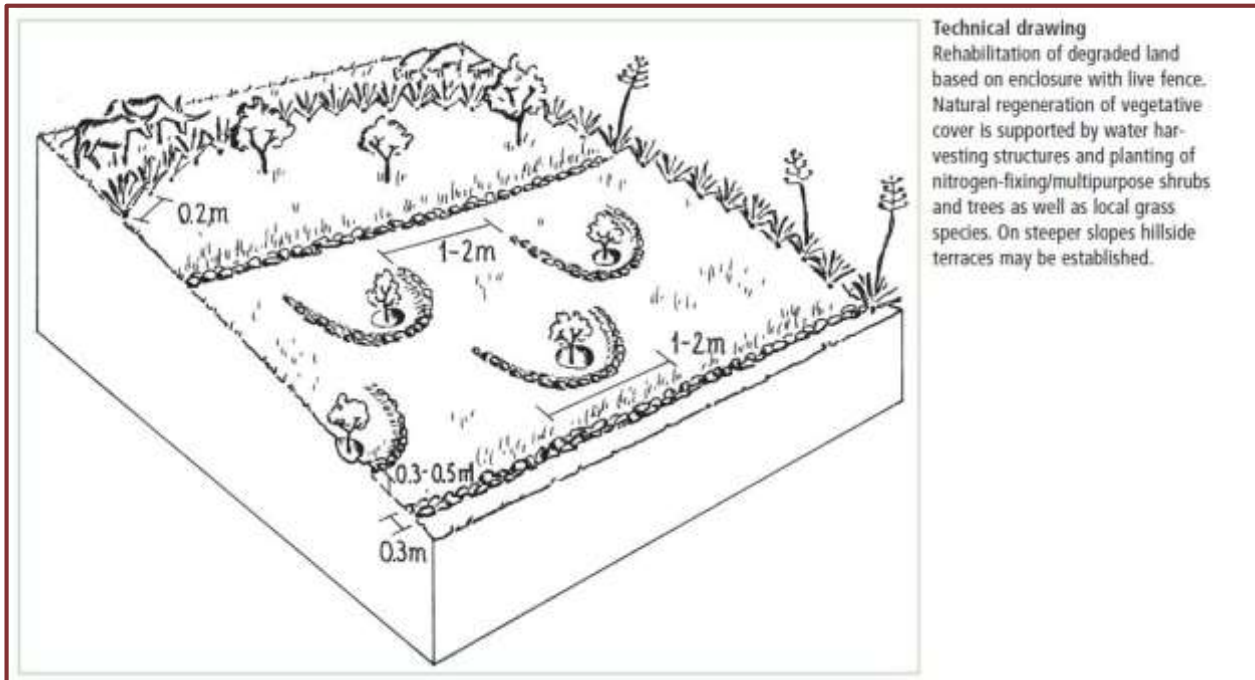 Technical drawing
Rehabilitation of degraded land
based on enclosure with live fence.
Natural regeneration of vegetative
cover is supported by water har-
vesting structures and planting of
nitrogen-fixing/multipurpose shrubs
and trees as well as local grass
species. On steeper slopes hillside
terraces may be established.
0.2m
1-2m
1-2m
0.3-0.5m
0.3m